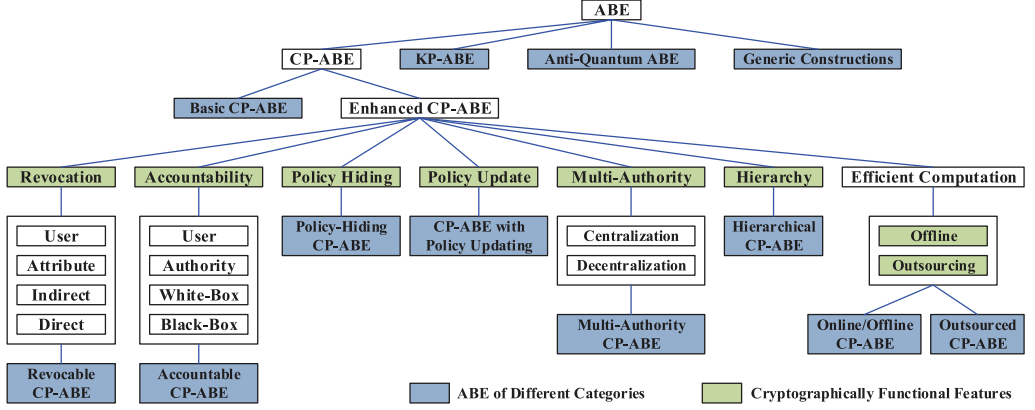 ABE
CP-ABE
KP-ABE
Anti-Quantum ABE
Generic Constructions
Basic CP-ABE
Enhanced CP-ABE
Revocation
Accountability
Policy Hiding
Policy Update
Multi-Authority
Hierarchy
Efficient Computation
User
Attribute
Indirect
Direct
User
Authority
White-Box
Black-Box
Policy-Hiding
CP-ABE
CP-ABE with
Policy Updating
Centralization
Decentralization
Hierarchical
CP-ABE
Offline
Outsourcing
Revocable
CP-ABE
Accountable
CP-ABE
Multi-Authority
CP-ABE
Online/Offline
CP-ABE
Outsourced
CP-ABE
ABE of Different Categories
Cryptographically Functional Features